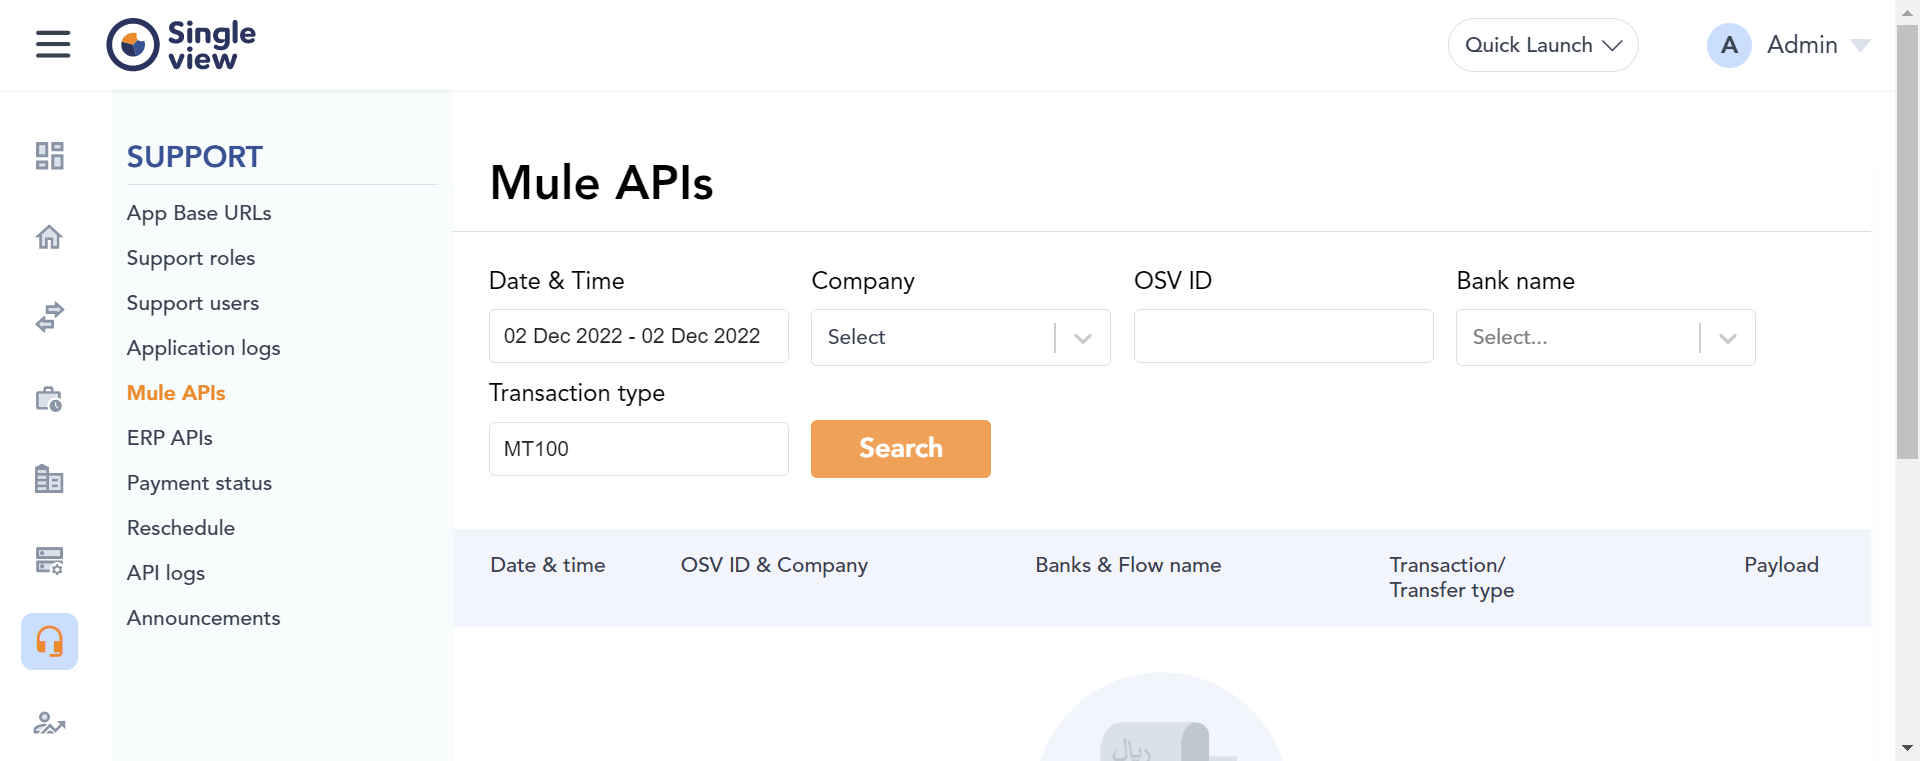 Single
view
Quick Launch
A
Admin
SUPPORT
App Base URLs
Support roles
Support users
Application logs
Mule APIs
ERP APIs
Payment status
Reschedule
API logs
Announcements
Mule APIs
Date & Time
Company
OSV ID
Bank name
02 Dec 2022 - 02 Dec 2022
Select
Select...
Transaction type
MT100
Search
Date & time
OSV ID & Company
Banks & Flow name
Transaction/
Transfer type
Payload
ريال